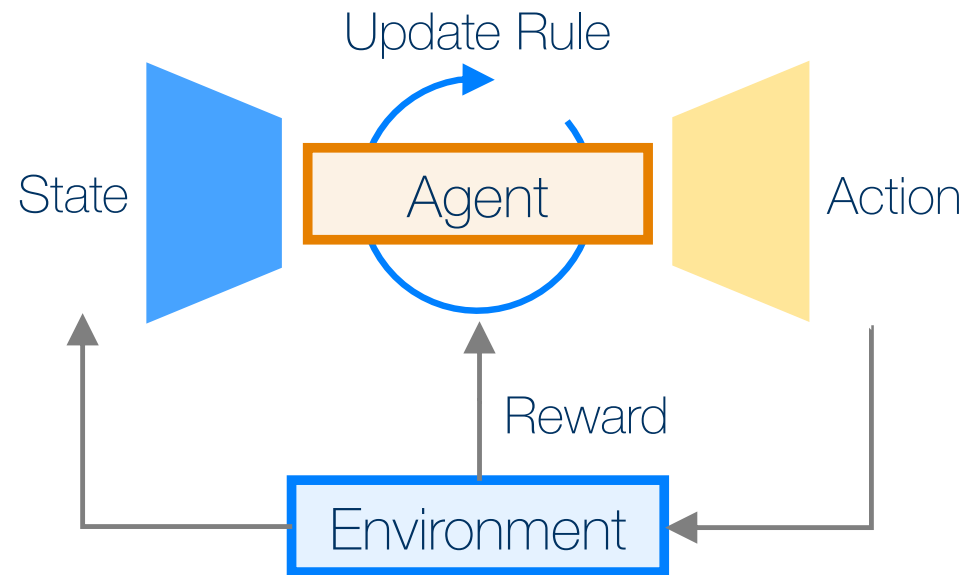 Update Rule
State
Agent
Action
Reward
Environment